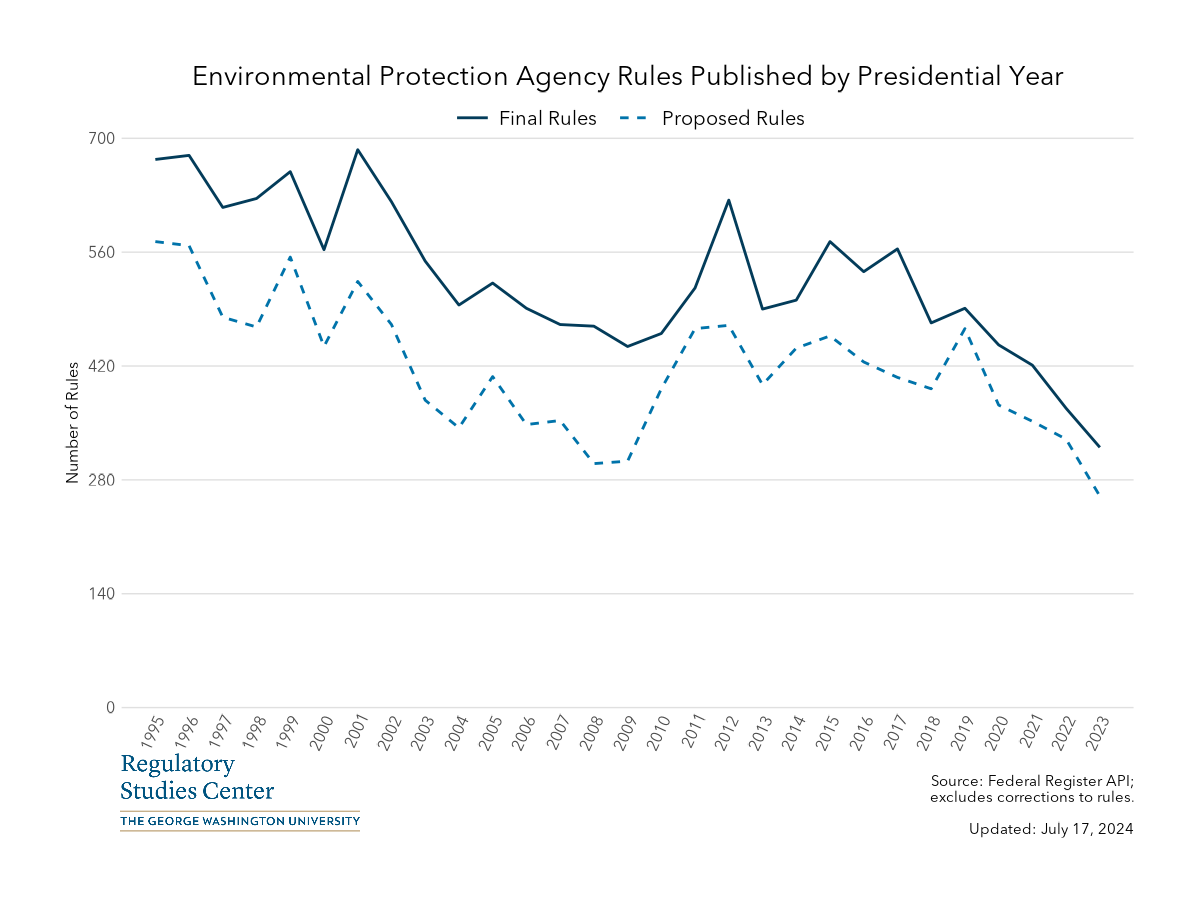 Environmental Protection Agency Rules Published by Presidential Year
Final Rules Proposed Rules
700
560
420
280
140
0
Number of Rules
1995 1996 1997 1998 1999 2000 2001 2002 2003 2004 2005 2006 2007 2008 2009 2010 2011 2012 2013 2014 2015 2016 2017 2018 2019 2020 2021 2022 2023
Regulatory
Studies Center
THE GEORGE WASHINGTON UNIVERSITY
Source: Federal Register API;
excludes corrections to rules.
Updated: July 17, 2024